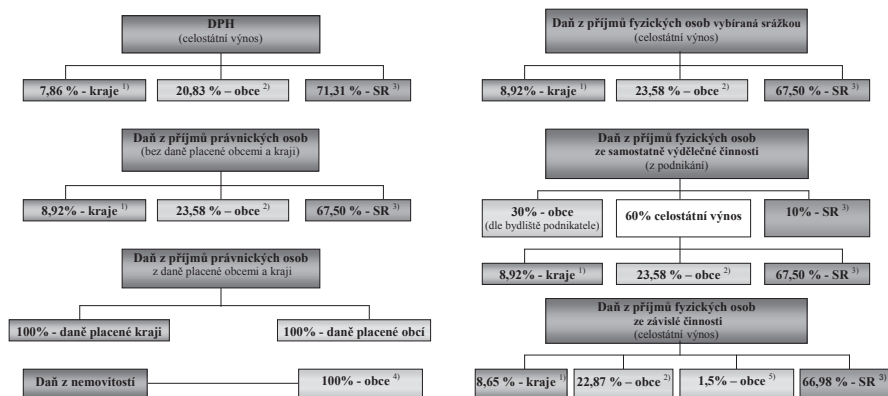 DPH
(celostátní výnos)
7,86 % - kraje 1)
20,83 % – obce 2)
71,31 % - SR 3)
Daň z příjmů právnických osob
(bez daně placené obcemi a kraji)
8,92% - kraje 1)
23,58 % – obce 2)
67,50 % - SR 3)
Daň z příjmů právnických osob
z daně placené obcemi a kraji
100% - daně placené kraji
100% - daně placené obcí
Daň z nemovitostí
100% - obce 4)
Daň z příjmů fyzických osob vybíraná srážkou
(celostátní výnos)
8,92% - kraje 1)
23,58 % – obce 2)
67,50 % - SR 3)
Daň z příjmů fyzických osob
ze samostatně výdělečné činnosti
(z podnikání)
30% - obce
(dle bydliště podnikatele)
60% celostátní výnos
10% - SR 3)
8,92% - kraje 1)
23,58 % – obce 2)
67,50 % - SR 3)
Daň z příjmů fyzických osob
ze závislé činnosti
(celostátní výnos)
8,65 % - kraje 1)
22,87 % – obce 2)
1,5% – obce 5)
66,98 % - SR 3)